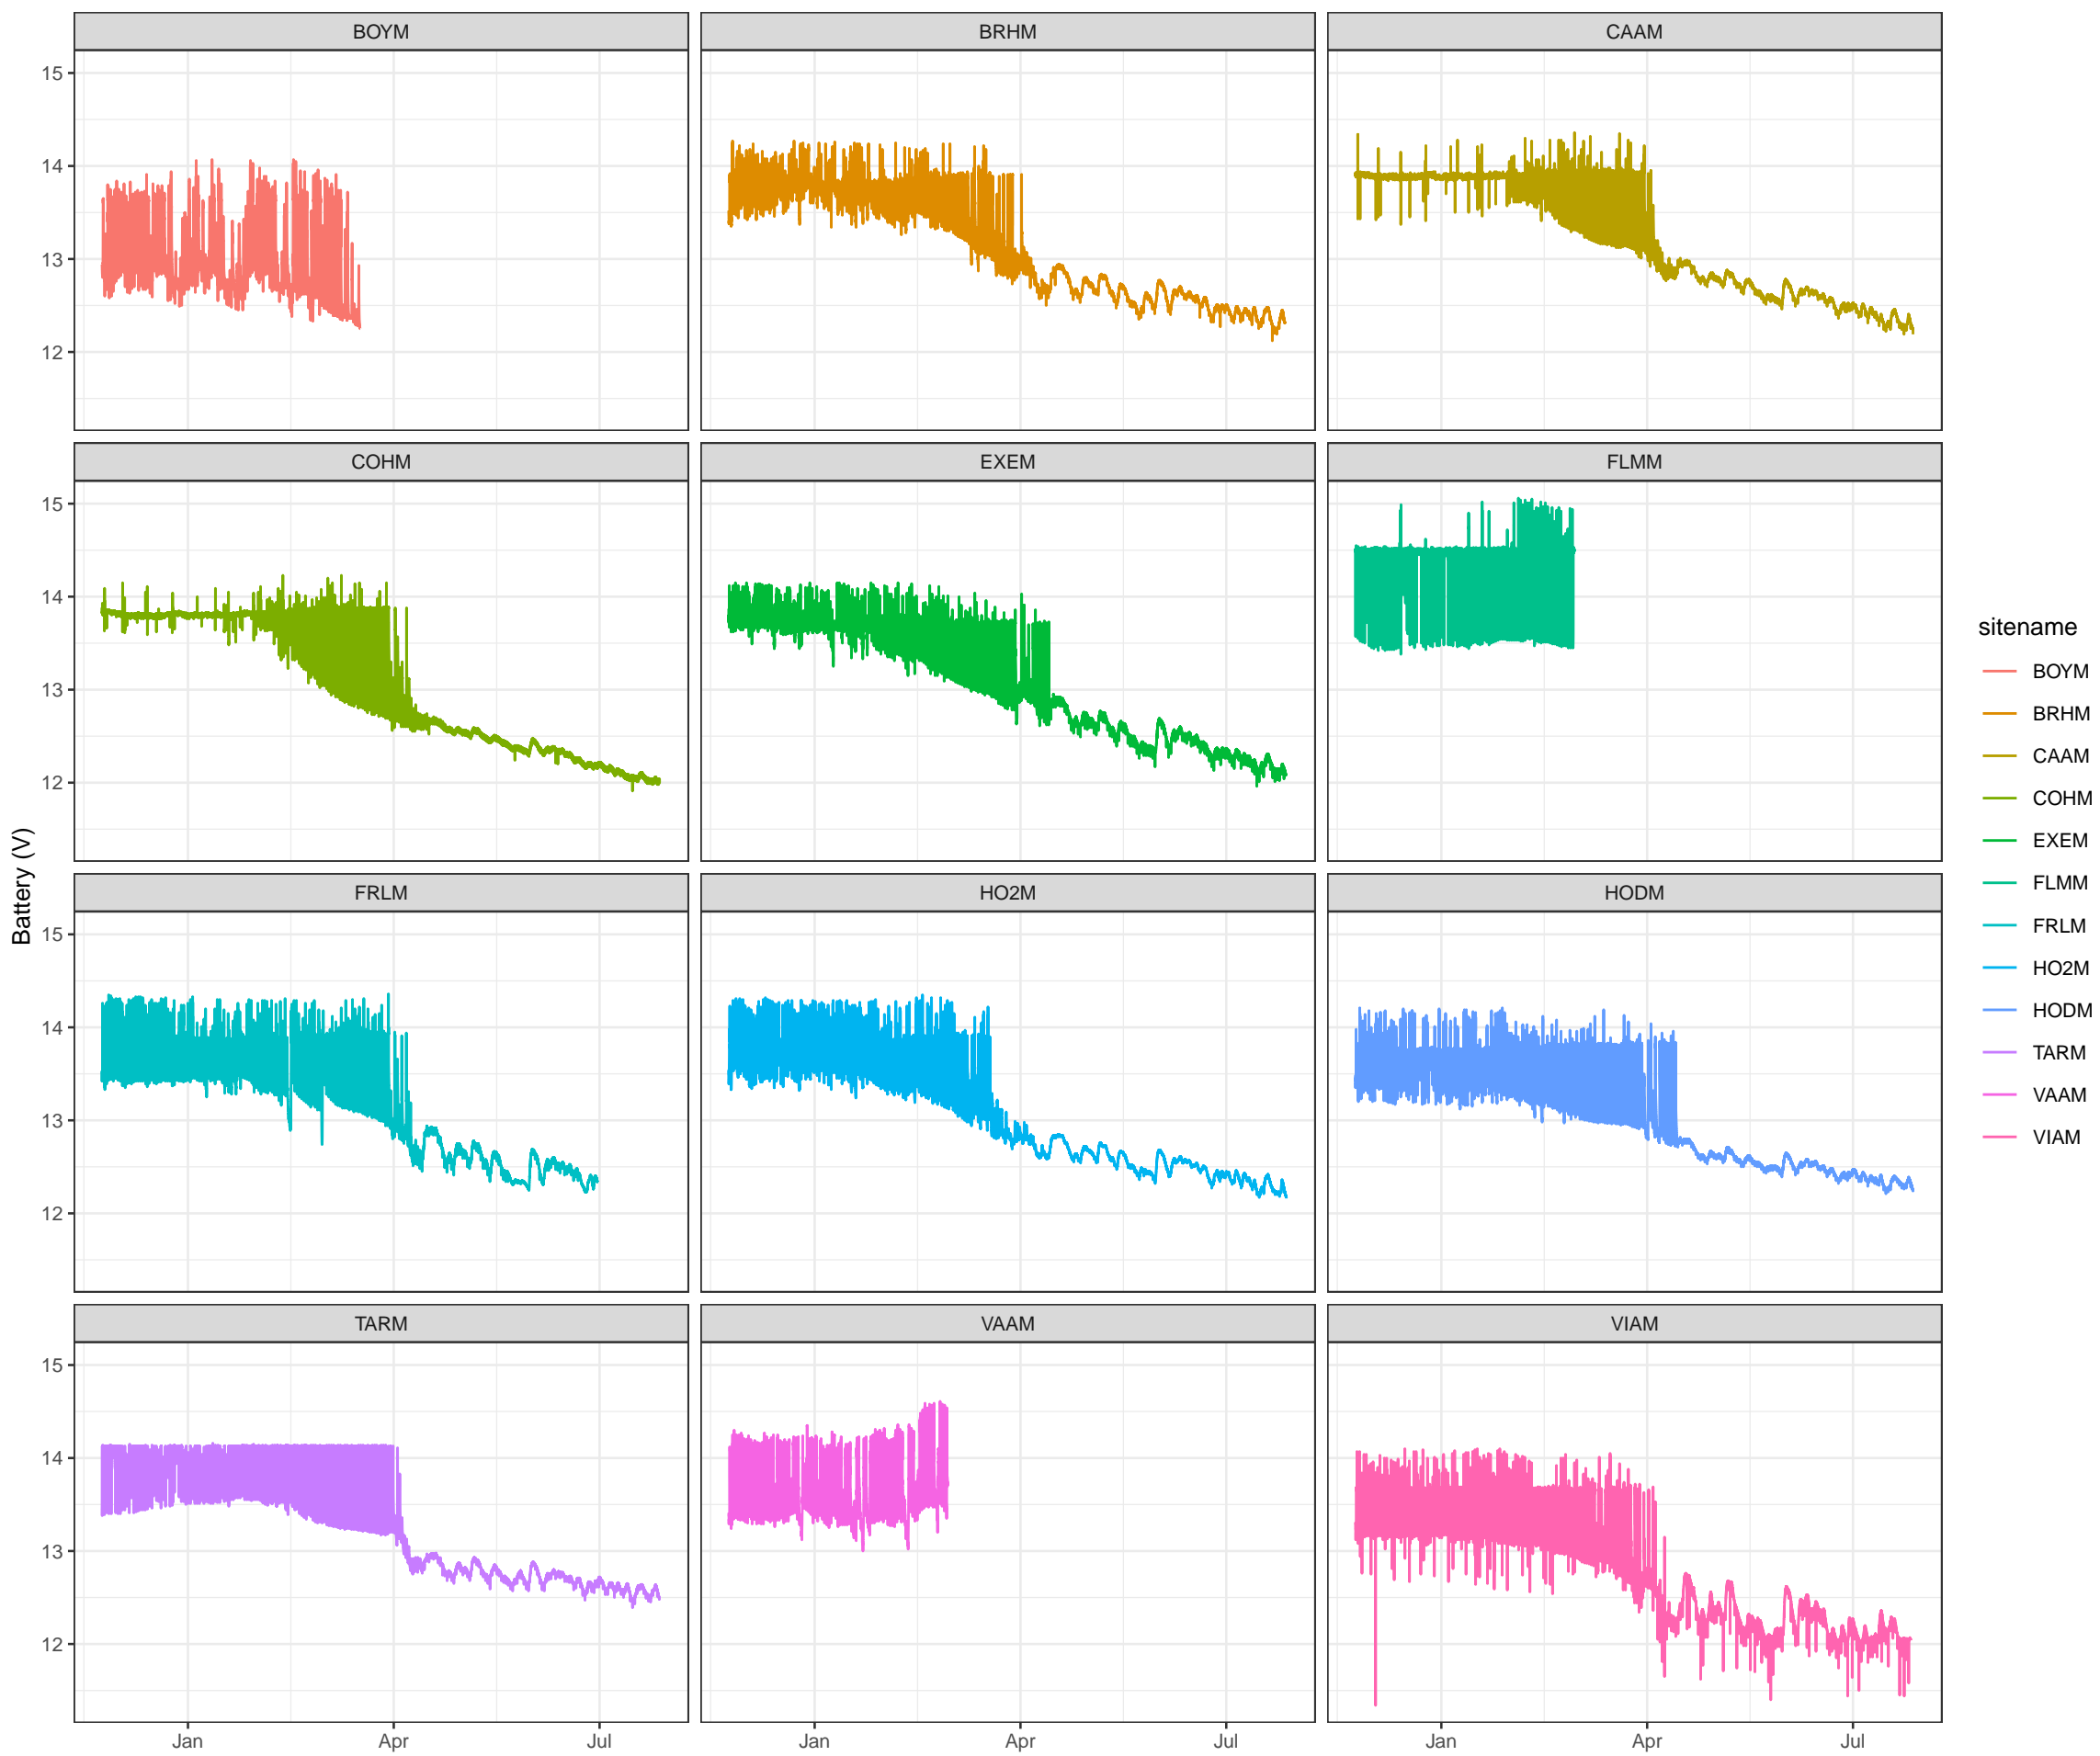 BOYM
BRHM
CAAM
15
14
13
12
COHM
EXEM
FLMM
15
14
13
12
FRLM
HO2M
HODM
15
14
13
12
TARM
VAAM
VIAM
15
14
13
12
Jan
Apr
Jul
Jan
Apr
Jul
Jan
Apr
Jul
Battery (V)
sitename
BOYM
BRHM
CAAM
COHM
EXEM
FLMM
FRLM
HO2M
HODM
TARM
VAAM
VIAM